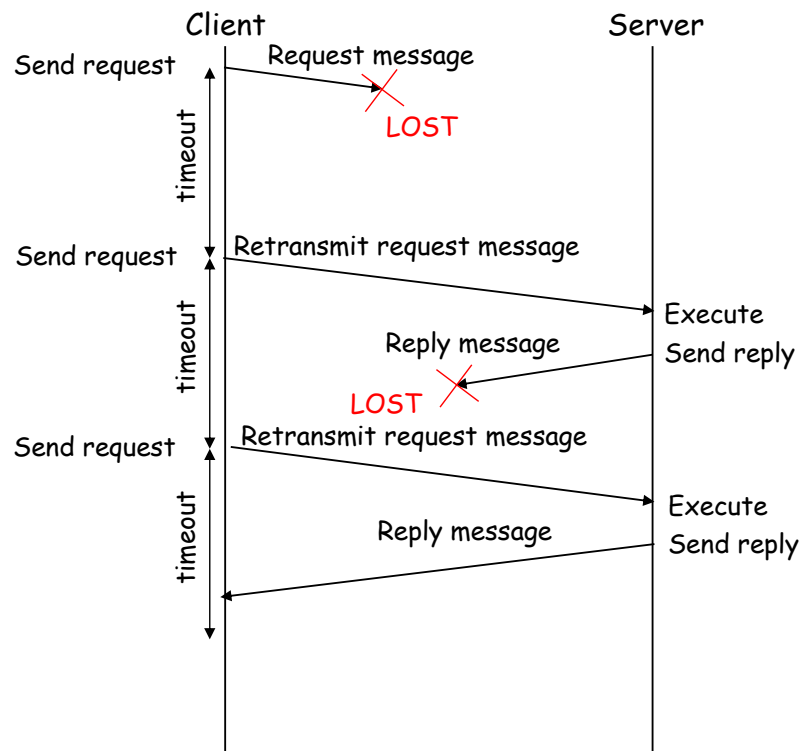 Client
Server
Request message
Send request
LOST
timeout
Retransmit request message
Send request
Execute
timeout
Reply message
Send reply
LOST
Retransmit request message
Send request
Execute
timeout
Reply message
Send reply